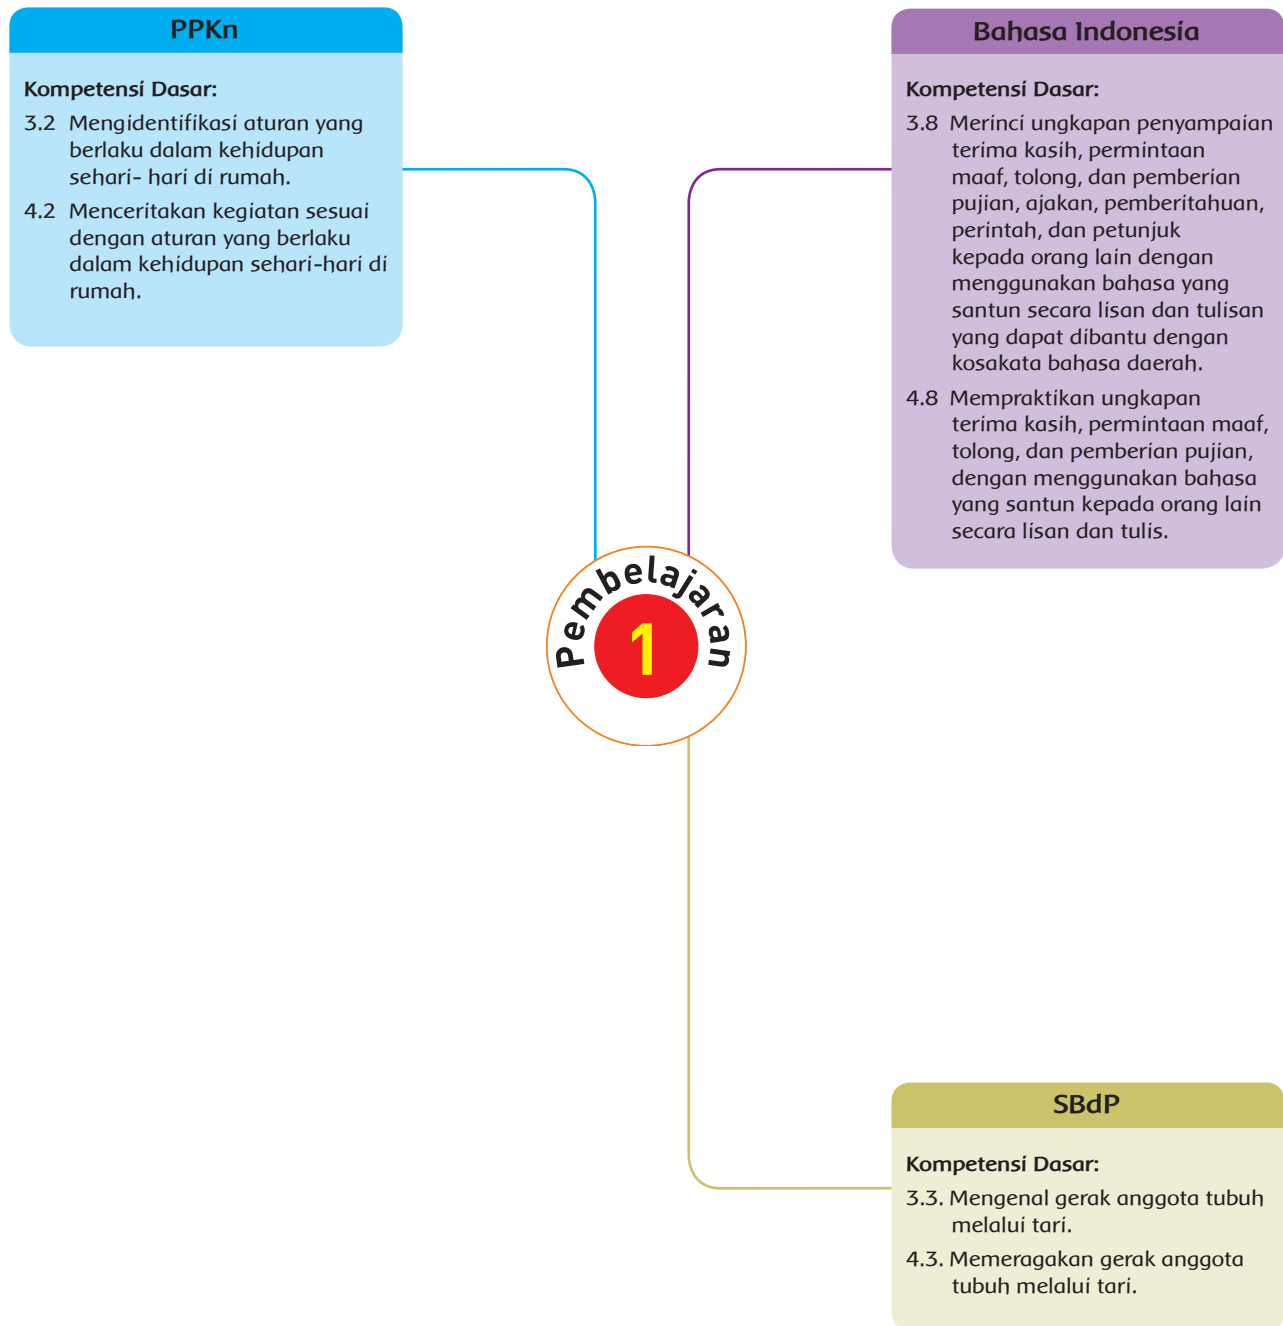 PPKn
Kompetensi Dasar:
3.2 Mengidentifikasi aturan yang
berlaku dalam kehidupan
sehari- hari di rumah.
4.2 Menceritakan kegiatan sesuai
dengan aturan yang berlaku
dalam kehidupan sehari-hari di
rumah.
Bahasa Indonesia
Kompetensi Dasar:
3.8 Merinci ungkapan penyampaian
terima kasih, permintaan
maaf, tolong, dan pemberian
pujian, ajakan, pemberitahuan,
perintah, dan petunjuk
kepada orang lain dengan
menggunakan bahasa yang
santun secara lisan dan tulisan
yang dapat dibantu dengan
kosakata bahasa daerah.
4.8 Mempraktikan ungkapan
terima kasih, permintaan maaf,
tolong, dan pemberian pujian,
dengan menggunakan bahasa
yang santun kepada orang lain
secara lisan dan tulis.
Pembelajaran
1
SBdP
Kompetensi Dasar:
3.3. Mengenal gerak anggota tubuh
melalui tari.
4.3. Memeragakan gerak anggota
tubuh melalui tari.